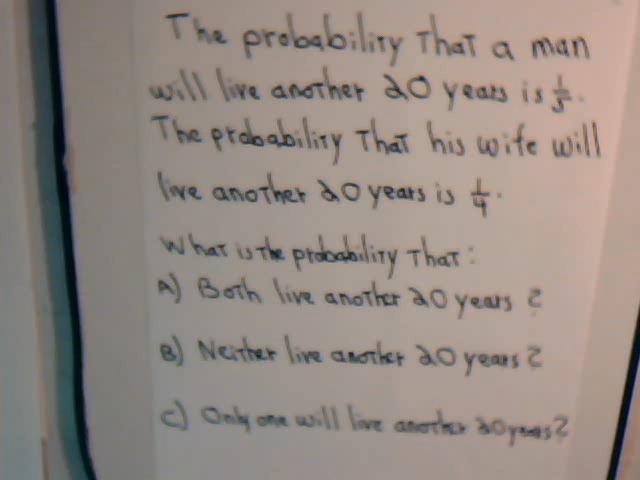 The probability that a man
will live another 20 years is
The probability that his wife will
live another 20 years is 1/4.
What is the probability that:
A) Both live another 20 years?
B) Neither live another 20 years?
C) Only one will live another 20 years?